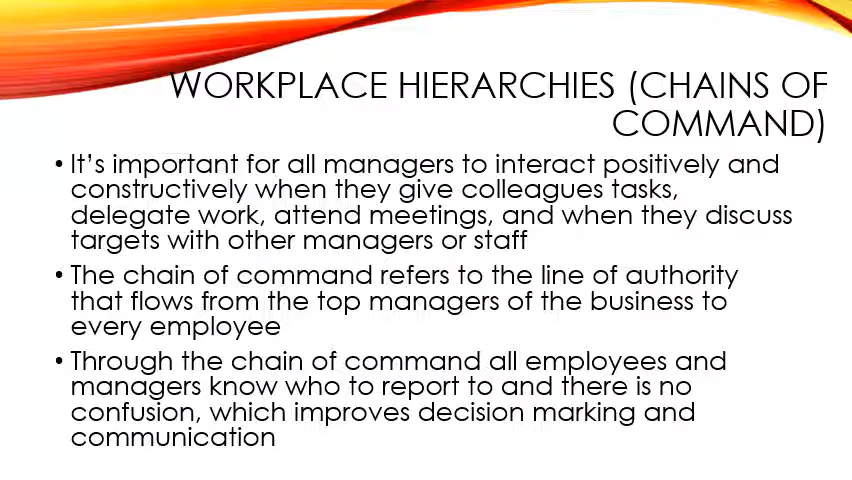 WORKPLACE HIERARCHIES (CHAINS OF
COMMAND)
• It’s important for all managers to interact positively and
constructively when they give colleagues tasks,
delegate work, attend meetings, and when they discuss
targets with other managers or staff
• The chain of command refers to the line of authority
that flows from the top managers of the business to
every employee
• Through the chain of command all employees and
managers know who to report to and there is no
confusion, which improves decision marking and
communication